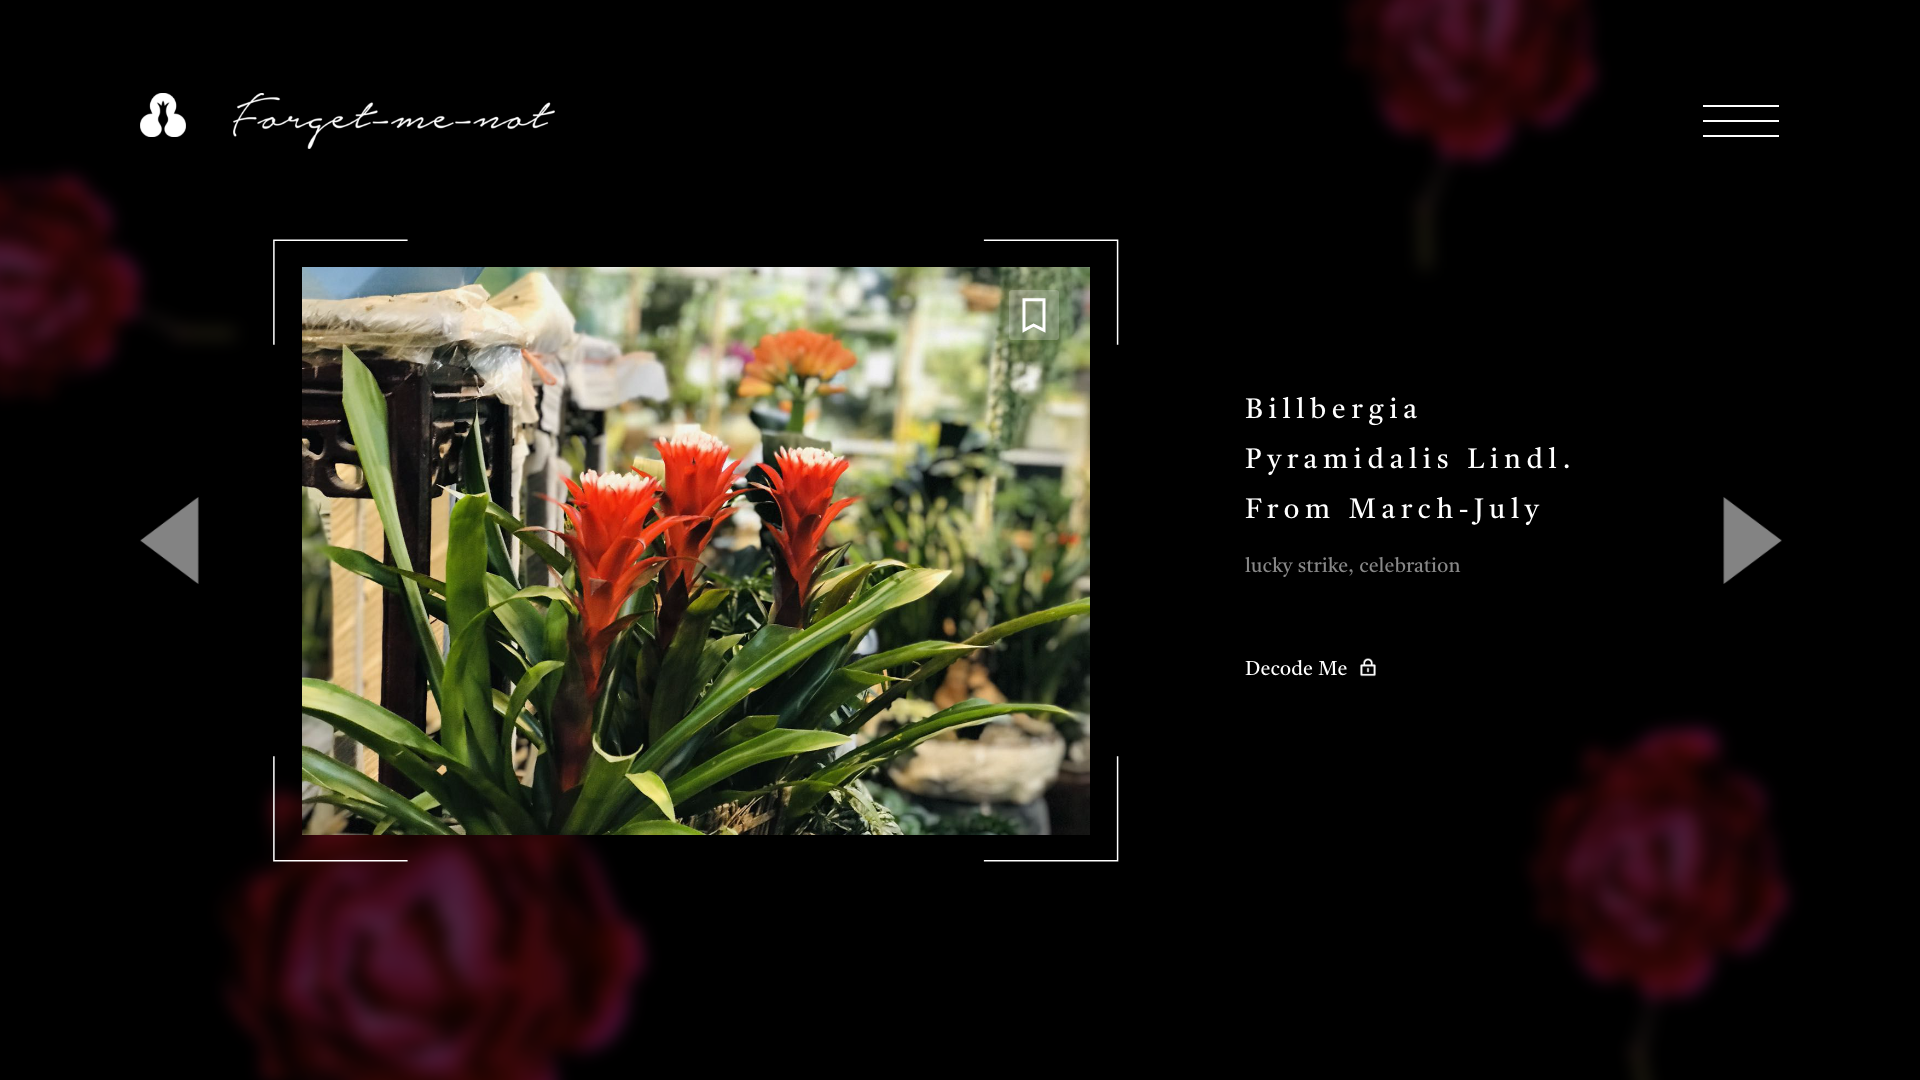 Forget-me-not
Billbergia
Pyramidalis Lindl.
From March-July
lucky strike, celebration
Decode Me